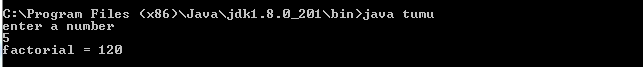 C:\Program Files (x86)\Java\jdk1.8.0_201\bin>java tumu
enter a number
5
factorial = 120